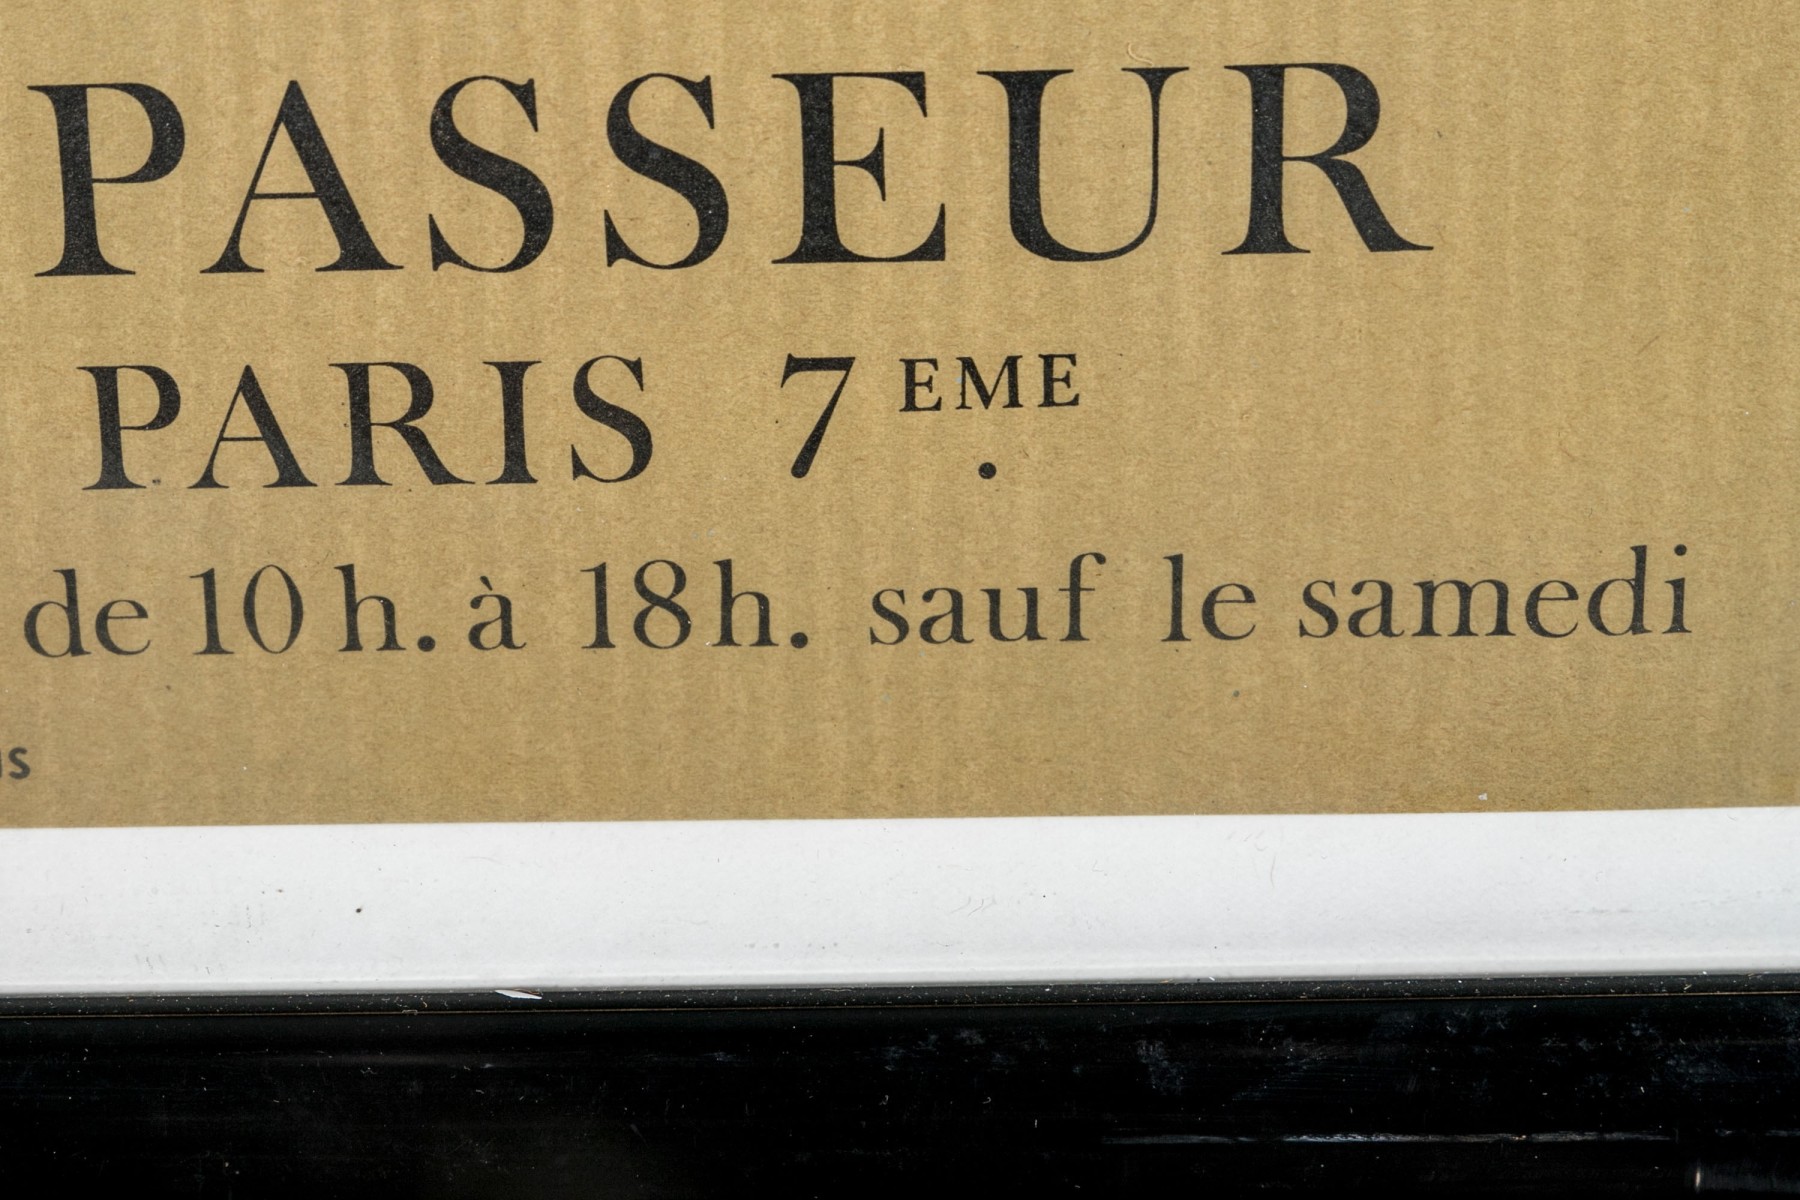 PASSEUR
PARIS 7EME.
de 10 h. à 18 h. sauf le samedi